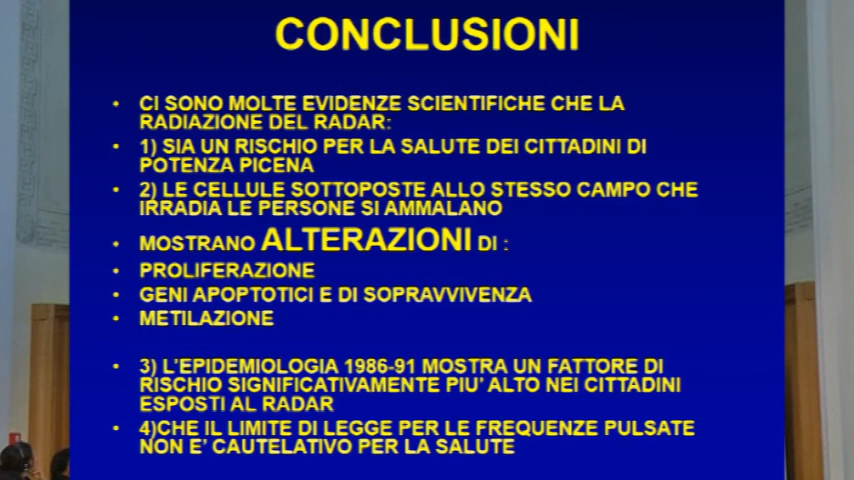 CONCLUSIONI
• CI SONO MOLTE EVIDENZE SCIENTIFICHE CHE LA
RADIAZIONE DEL RADAR:
• 1) SIA UN RISCHIO PER LA SALUTE DEI CITTADINI DI
POTENZA PICENA
• 2) LE CELLULE SOTTOPOSTE ALLO STESSO CAMPO CHE
IRRADIA LE PERSONE SI AMMALANO
• MOSTRANO ALTERAZIONI DI :
• PROLIFERAZIONE
• GENI APOPTOTICI E DI SOPRAVVIVENZA
• METILAZIONE
• 3) L'EPIDEMIOLOGIA 1986-91 MOSTRA UN FATTORE DI
RISCHIO SIGNIFICATIVAMENTE PIU' ALTO NEI CITTADINI
ESPOSTI AL RADAR
• 4)CHE IL LIMITE DI LEGGE PER LE FREQUENZE PULSATE
NON E' CAUTELATIVO PER LA SALUTE